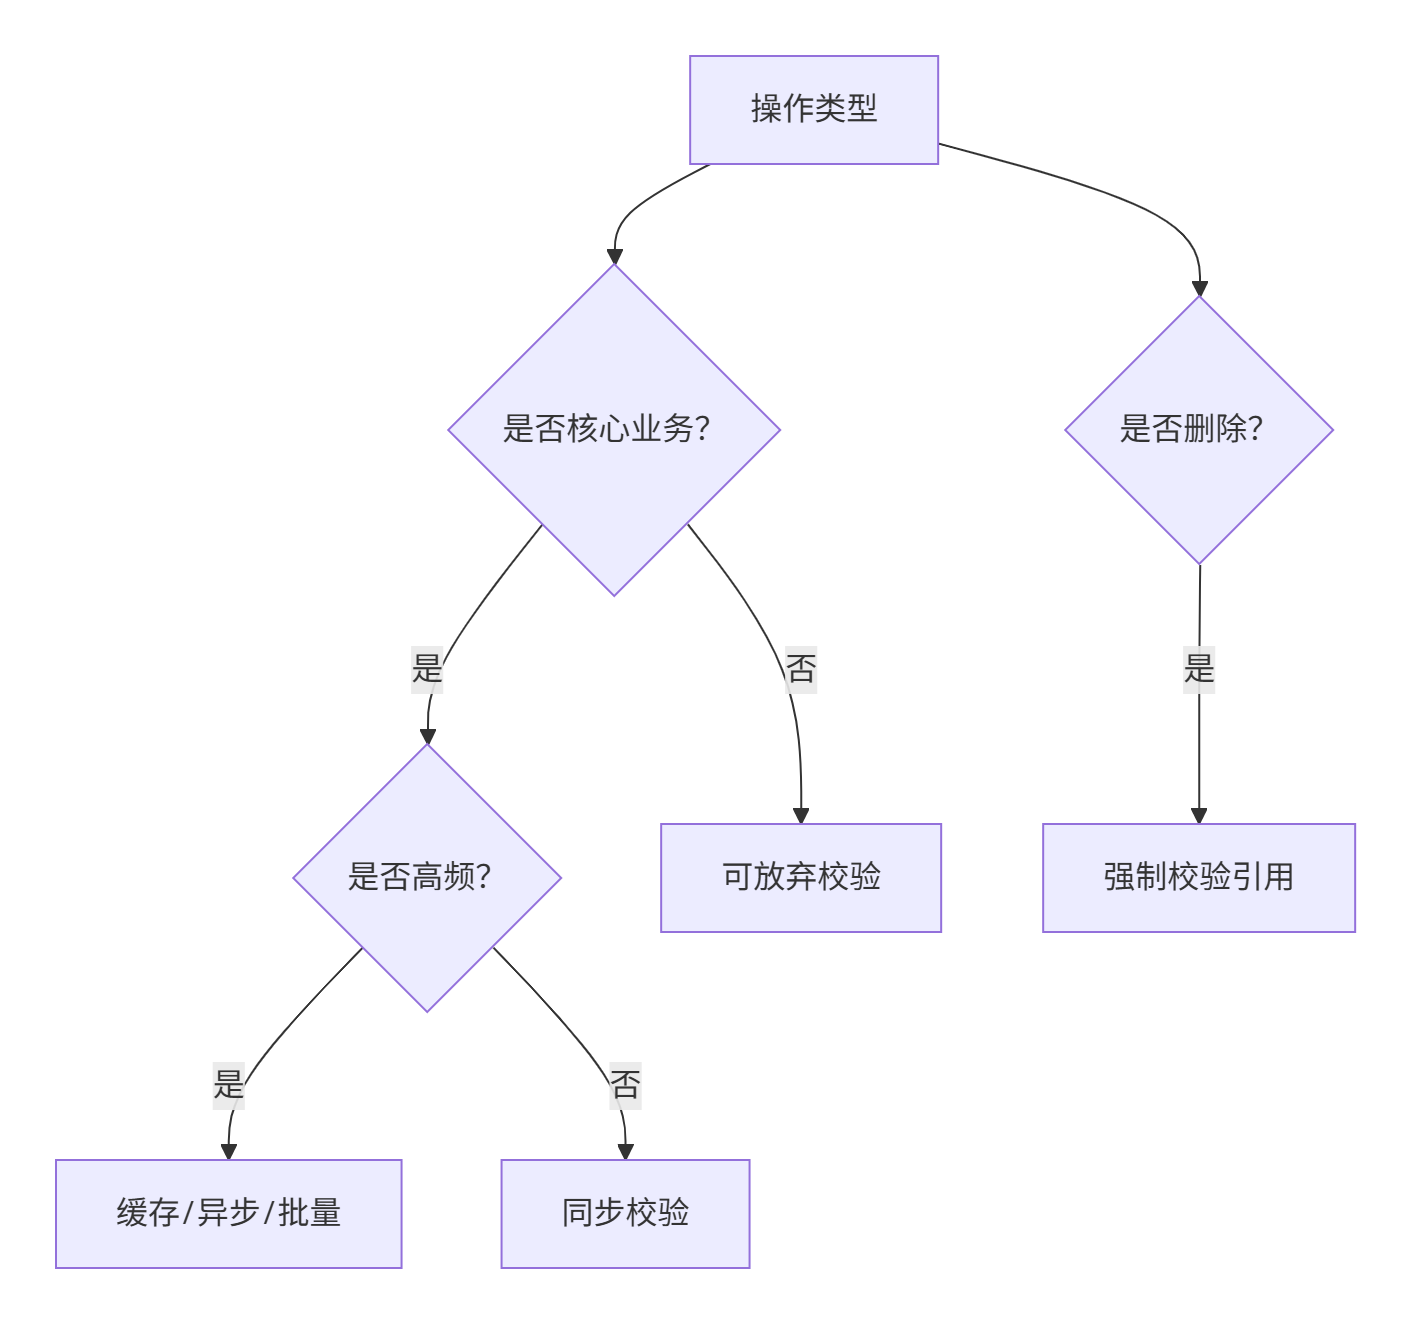 操作类型
是否核心业务？
是否删除？
是
否
是
是否高频？
可放弃校验
强制校验引用
是
否
缓存/异步/批量
同步校验